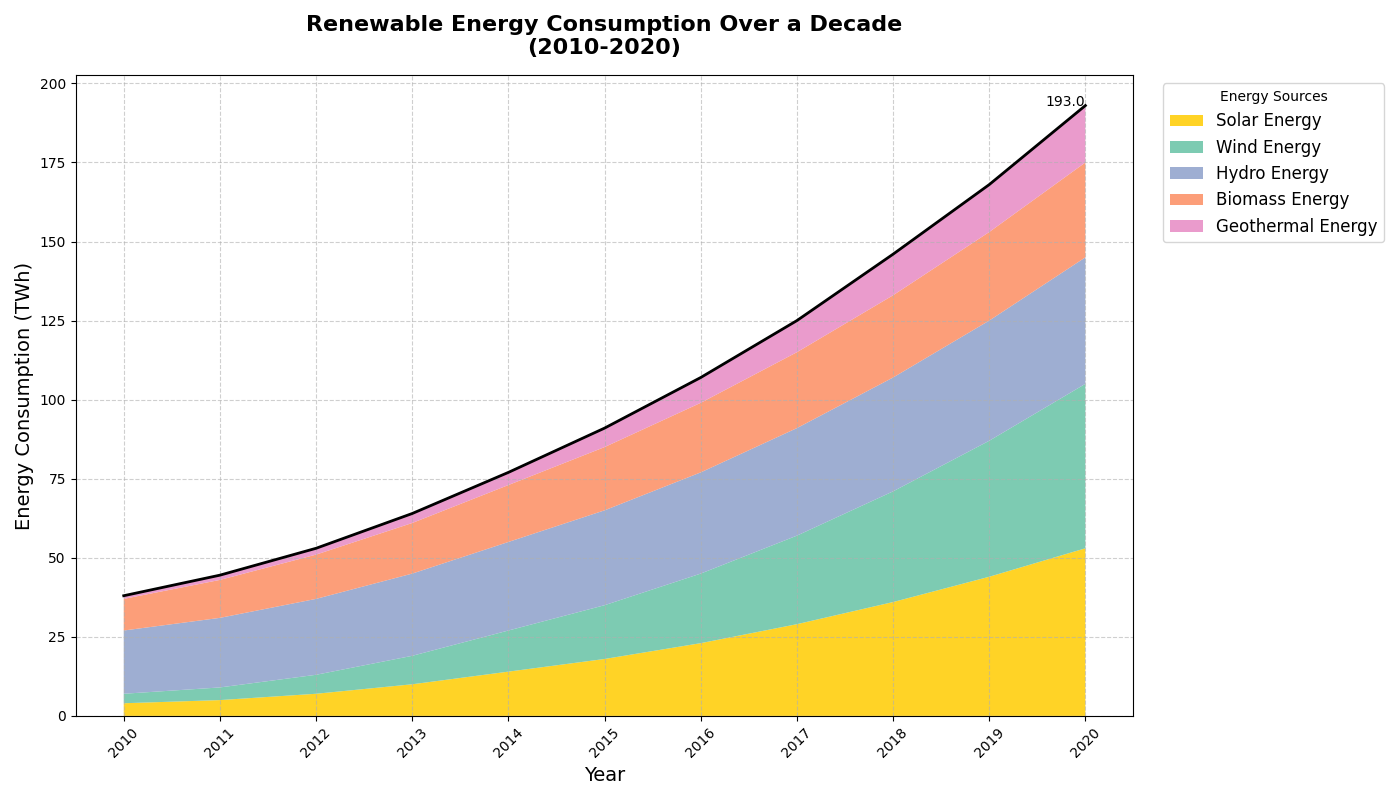 Renewable Energy Consumption Over a Decade
(2010-2020)
200
175
150
125
100
75
50
25
0
Energy Consumption (TWh)
193.0
2010
2011
2012
2013
2014
2015
2016
2017
2018
2019
2020
Year
Energy Sources
Solar Energy
Wind Energy
Hydro Energy
Biomass Energy
Geothermal Energy